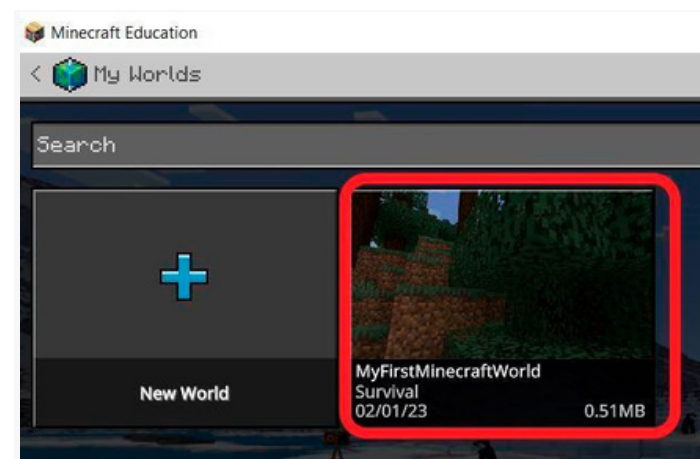 Minecraft Education
< My Worlds
Search
New World
MyFirstMinecraftWorld
Survival
02/01/23 0.51MB